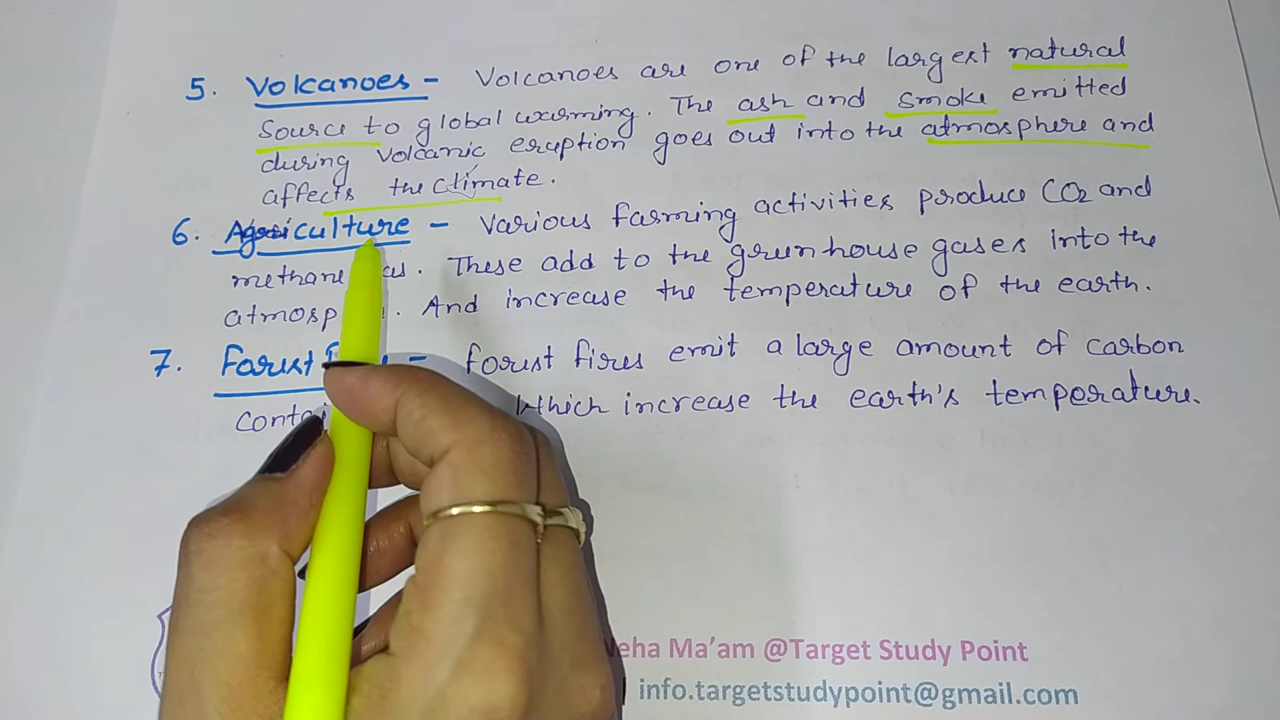 5. Volcanoes - Volcanoes are one of the largest natural
source to global warming. The ash and smoke emitted
during volcanic eruption goes out into the atmosphere and
affects the climate.
6. Agriculture - Various farming activities produce CO2 and
methane. These add to the greenhouse gases into the
And increase the temperature of the earth.
7. Forest - Forest fires emit a large amount of carbon
Which increase the earth's temperature.
Ma'am @Target Study Point
info.targetstudypoint@gmail.com